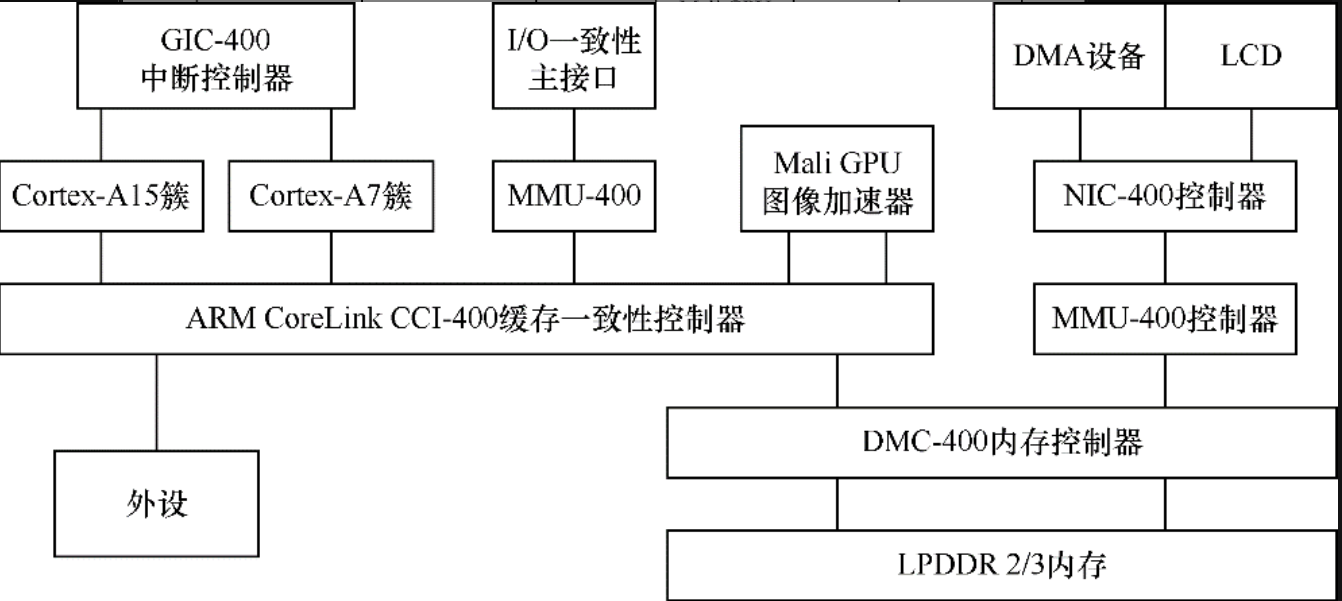 GIC-400
中断控制器
I/O一致性
主接口
DMA设备
LCD
Cortex-A15簇
Cortex-A7簇
MMU-400
Mali GPU
图像加速器
NIC-400控制器
ARM CoreLink CCI-400缓存一致性控制器
MMU-400控制器
DMC-400内存控制器
外设
LPDDR 2/3内存